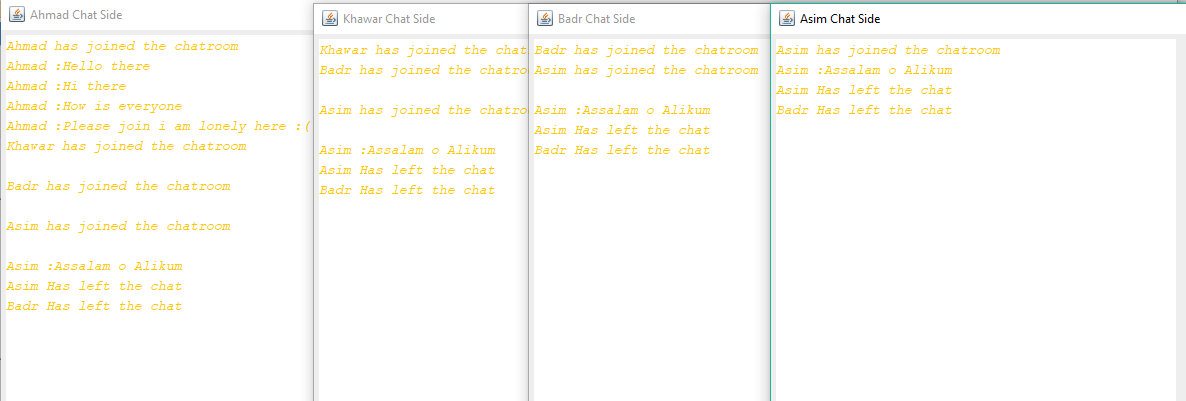 Ahmad Chat Side
Ahmad has joined the chatroom
Ahmad :Hello there
Ahmad :Hi there
Ahmad :How is everyone
Ahmad :Please join i am lonely here :(
Khawar has joined the chatroom
Badr has joined the chatroom
Asim has joined the chatroom
Asim :Assalam o Alikum
Asim Has left the chat
Badr Has left the chat
Khawar Chat Side
Khawar has joined the chat
Badr has joined the chatro
Asim has joined the chatro
Asim :Assalam o Alikum
Asim Has left the chat
Badr Has left the chat
Badr Chat Side
Badr has joined the chatroom
Asim has joined the chatroom
Asim :Assalam o Alikum
Asim Has left the chat
Badr Has left the chat
Asim Chat Side
Asim has joined the chatroom
Asim :Assalam o Alikum
Asim Has left the chat
Badr Has left the chat